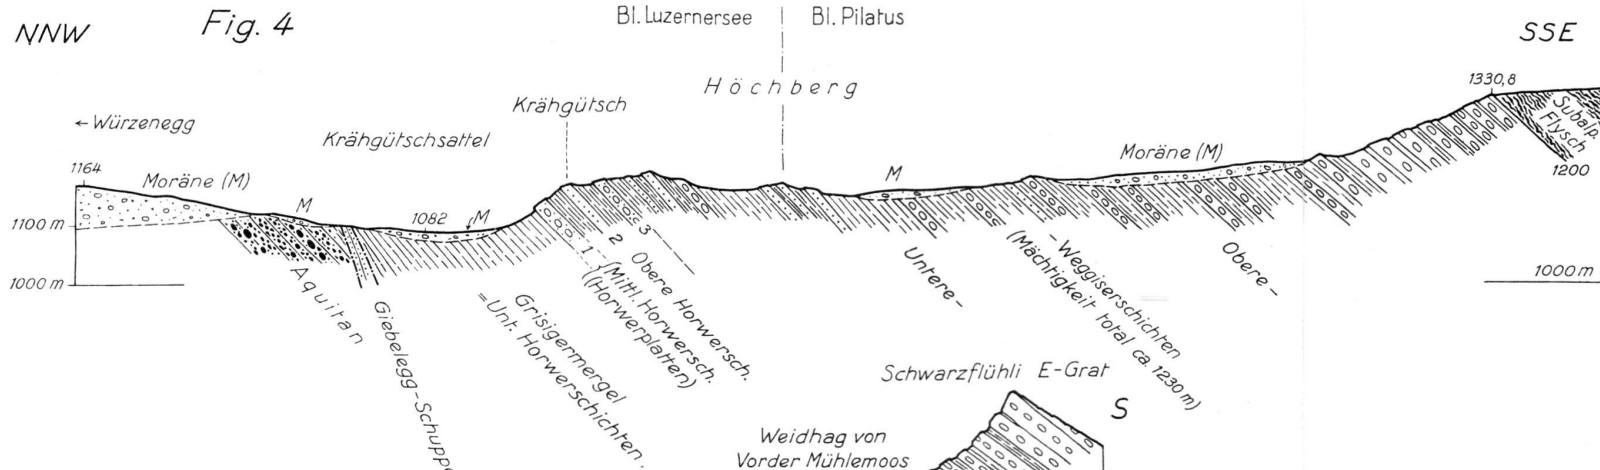 NNW
Fig. 4
Bl. Luzernersee
Bl. Pilatus
SSE
Höchberg
1330,8
Krähgütsch
← Würzenegg
Krähgütschsattel
Subalp.
Flysch
1200
1164
Moräne (M)
M
1082
M
M
Moräne (M)
1100 m
1000 m
1000 m
Aquitan
Giebelegg-Schuppe
Grisigermergel
=Unt. Horwerschichten.
1
2
3
Obere Horwersch.
(Mittl. Horwersch.
(Horwerplatten)
Untere-
-Weggiserschichten
(Mächtigkeit total ca. 1230 m)
Obere-
Schwarzflühli E-Grat
S
Weidhag von
Vorder Mühlemoos